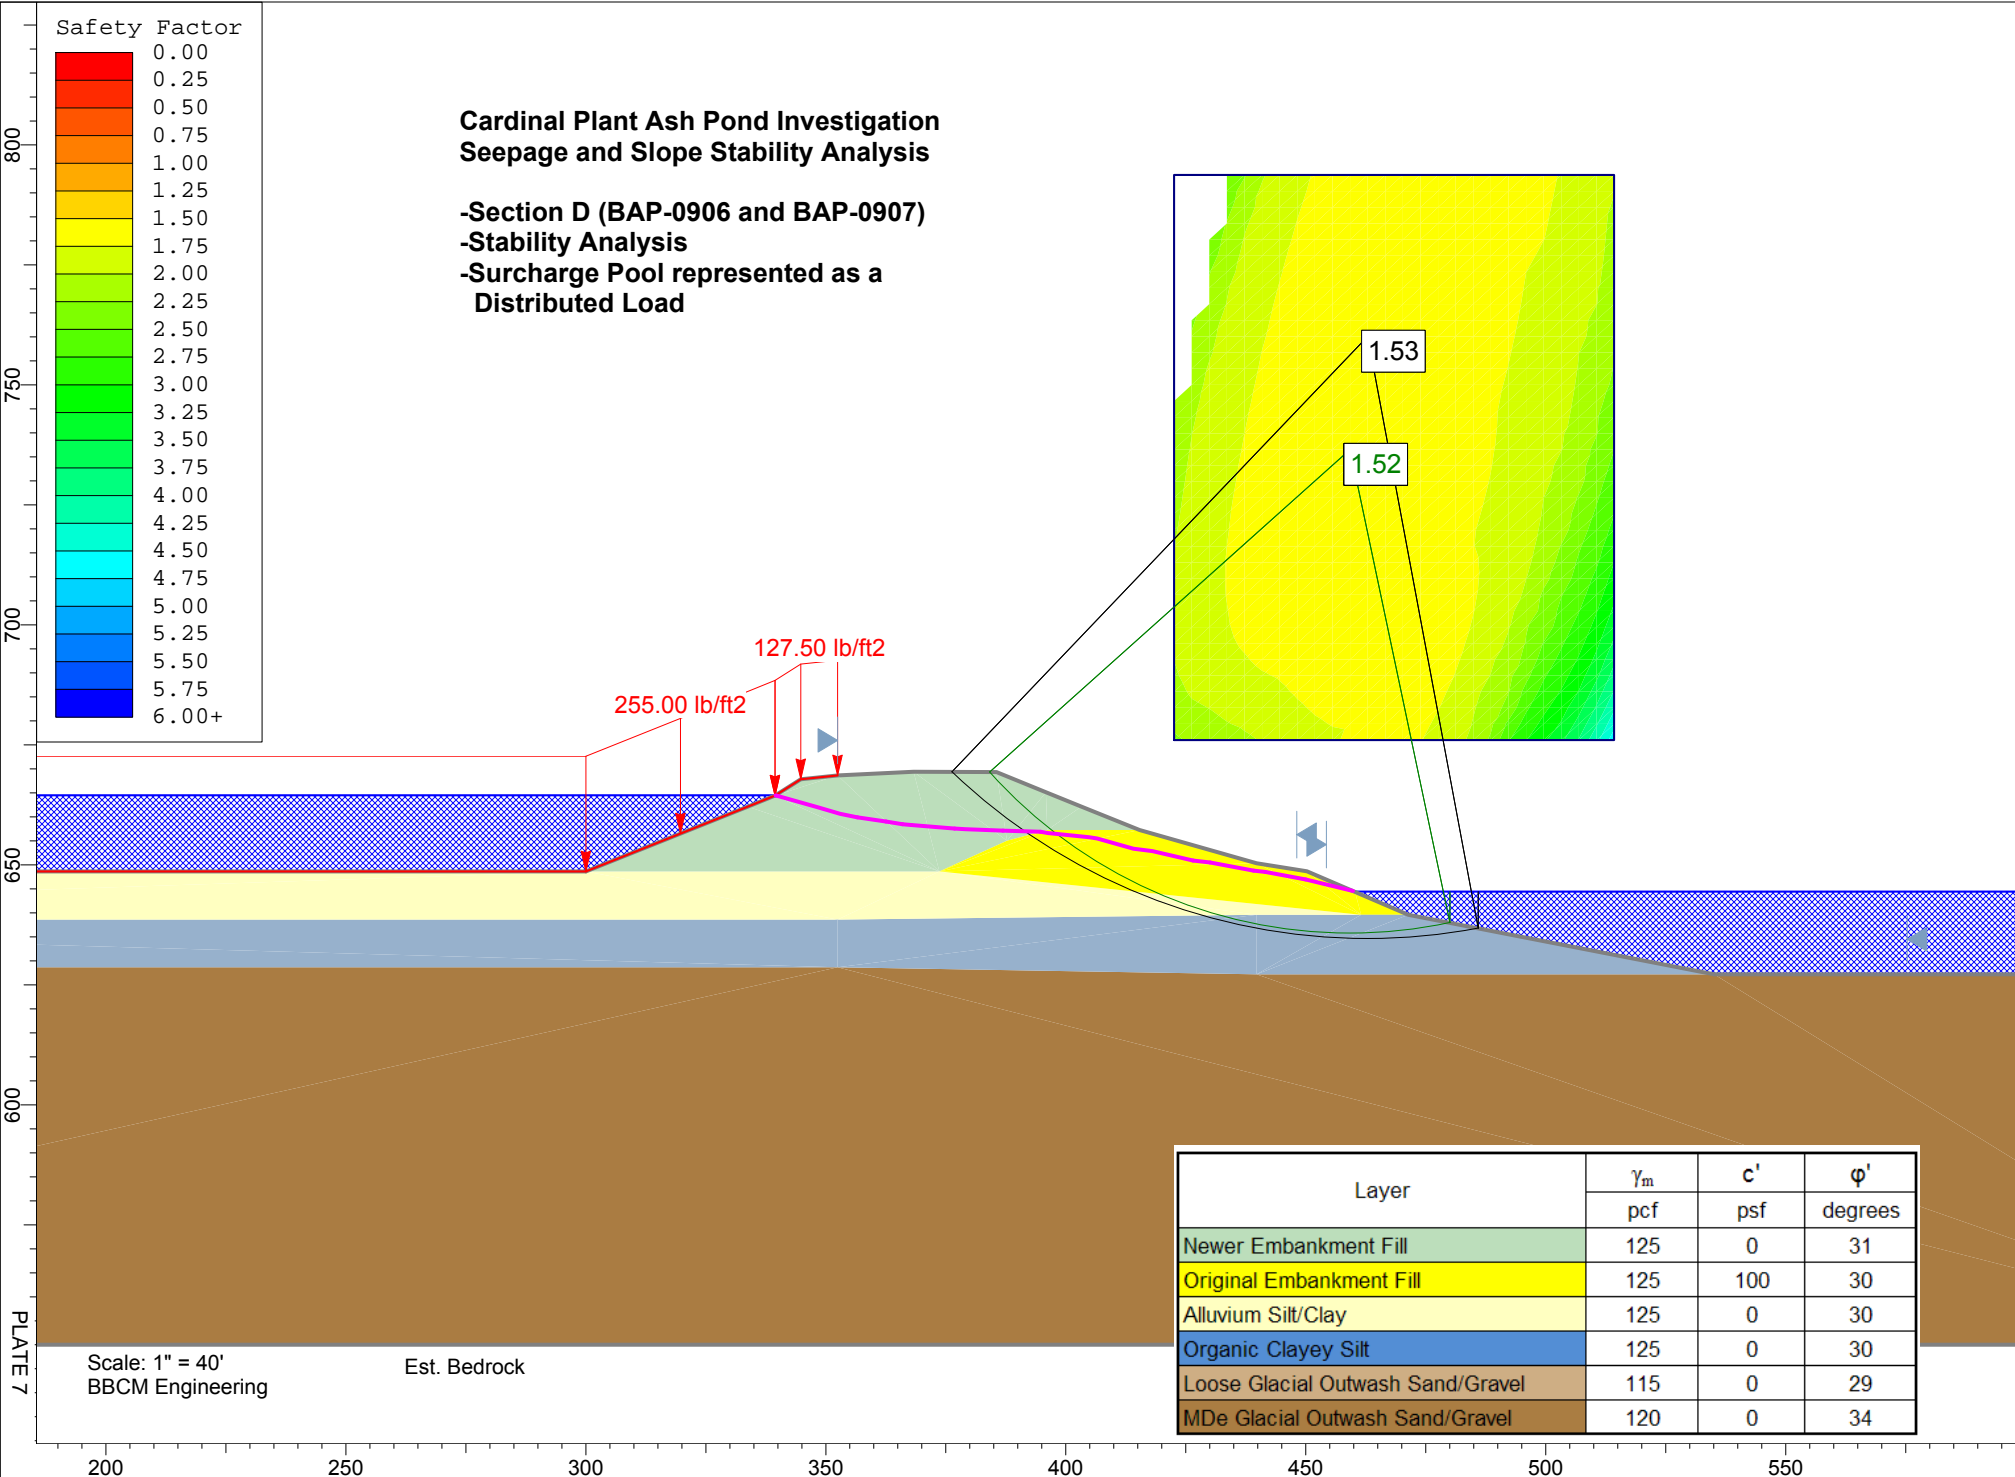 Safety Factor
0.00
0.25
0.50
0.75
1.00
1.25
1.50
1.75
2.00
2.25
2.50
2.75
3.00
3.25
3.50
3.75
4.00
4.25
4.50
4.75
5.00
5.25
5.50
5.75
6.00+
Cardinal Plant Ash Pond Investigation
Seepage and Slope Stability Analysis
-Section D (BAP-0906 and BAP-0907)
-Stability Analysis
-Surcharge Pool represented as a
Distributed Load
1.53
1.52
127.50 lb/ft2
255.00 lb/ft2
800
750
700
650
600
Layer γm c' φ'
pcf psf degrees
Newer Embankment Fill 125 0 31
Original Embankment Fill 125 100 30
Alluvium Silt/Clay 125 0 30
Organic Clayey Silt 125 0 30
Loose Glacial Outwash Sand/Gravel 115 0 29
MDe Glacial Outwash Sand/Gravel 120 0 34
PLATE 7
Scale: 1" = 40'
BBCM Engineering
Est. Bedrock
200 250 300 350 400 450 500 550